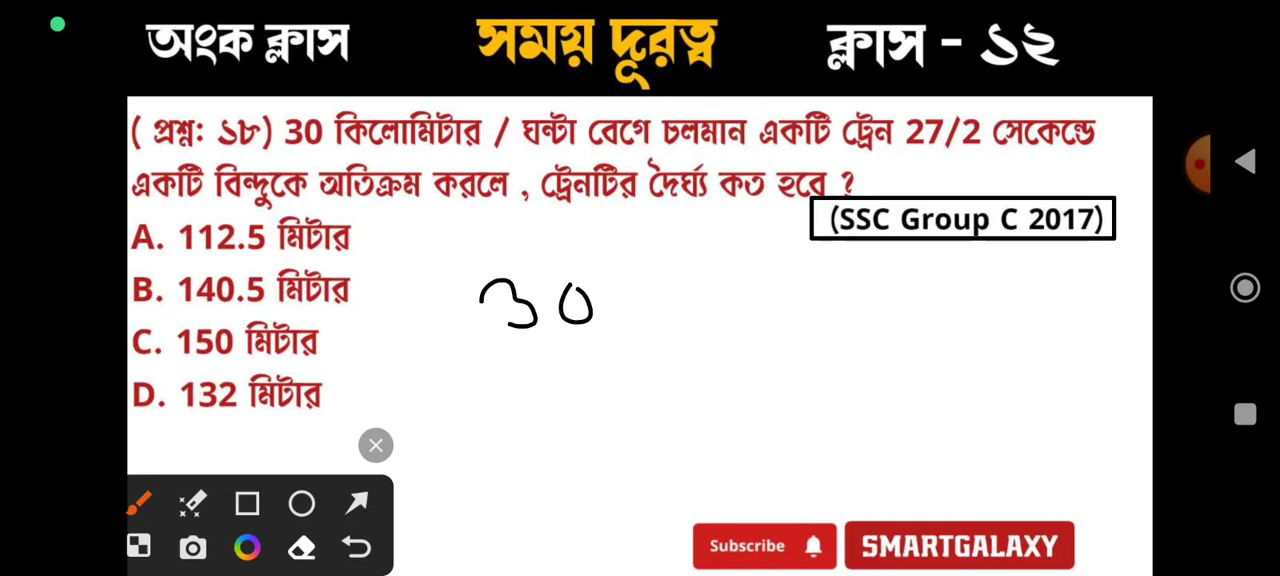 অংক ক্লাস সময় দূরত্ব ক্লাস - ১২
( প্রশ্ন: ১৮) 30 কিলোমিটার / ঘন্টা বেগে চলমান একটি ট্রেন 27/2 সেকেন্ডে
একটি বিন্দুকে অতিক্রম করলে , ট্রেনটির দৈর্ঘ্য কত হবে ?
(SSC Group C 2017)
A. 112.5 মিটার
B. 140.5 মিটার
C. 150 মিটার
D. 132 মিটার
30
Subscribe SMARTGALAXY